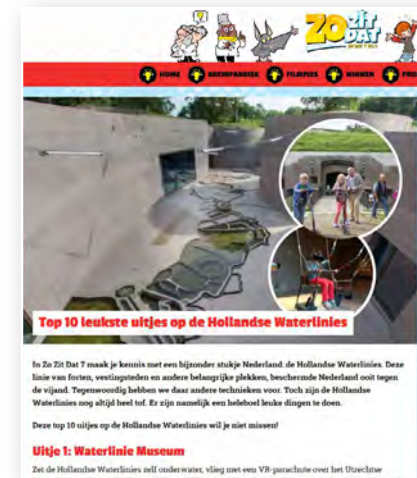 ?
ZO ZIT
DAT
HOME BREINFABRIEK FILMPJES WINNEN
Top 10 leukste uitjes op de Hollandse Waterlinies
In Zo Zit Dat 7 maak je kennis met een bijzonder stukje Nederland: de Hollandse Waterlinies. Deze
linie van forten, vestingsteden en andere belangrijke plekken, beschermde Nederland ooit tegen
de vijand. Tegenwoordig hebben we daar andere technieken voor. Toch zijn de Hollandse
Waterlinies nog altijd heel tof. Er zijn namelijk een heleboel leuke dingen te doen.
Deze top 10 uitjes op de Hollandse Waterlinies wil je niet missen!
Uitje 1: Waterlinie Museum
Zet de Hollandse Waterlinies zelf onderwater, vlieg met een VR-parachute over het Utrechtse